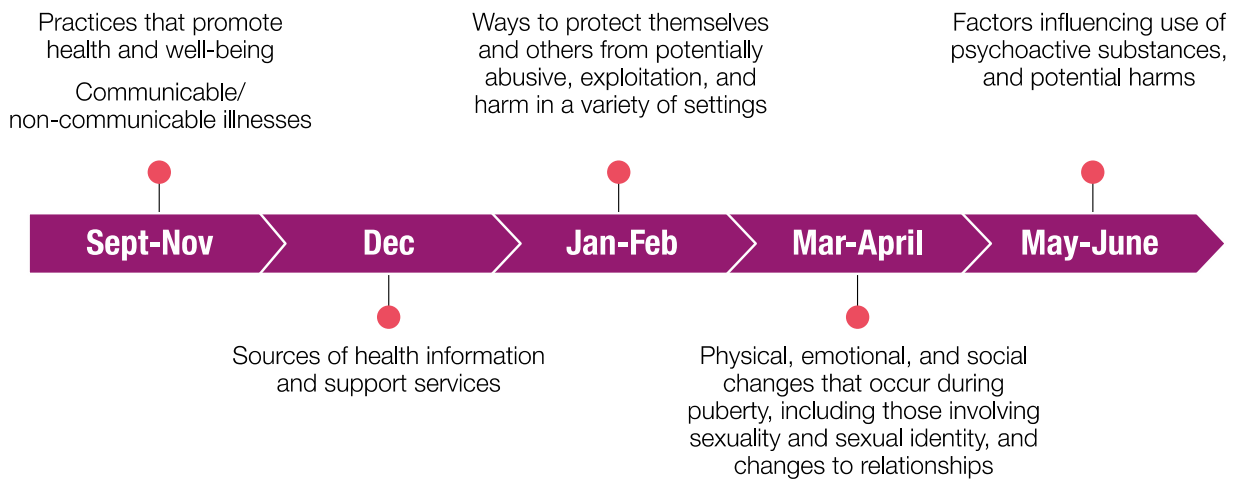 Practices that promote
health and well-being
Communicable/
non-communicable illnesses
Ways to protect themselves
and others from potentially
abusive, exploitation, and
harm in a variety of settings
Factors influencing use of
psychoactive substances,
and potential harms
Sept-Nov
Dec
Jan-Feb
Mar-April
May-June
Sources of health information
and support services
Physical, emotional, and social
changes that occur during
puberty, including those involving
sexuality and sexual identity, and
changes to relationships